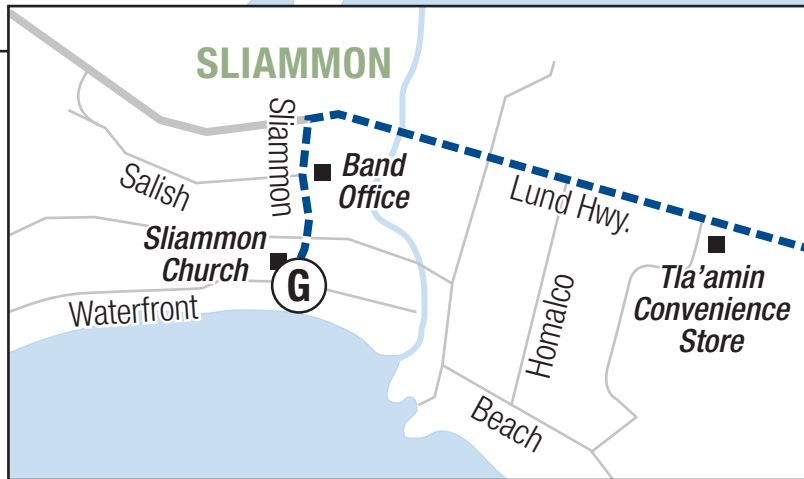 SLIAMMON
Sliammon
Band
Office
Salish
Lund Hwy.
Sliammon
Church
G
Tla’amin
Convenience
Store
Waterfront
Homalco
Beach